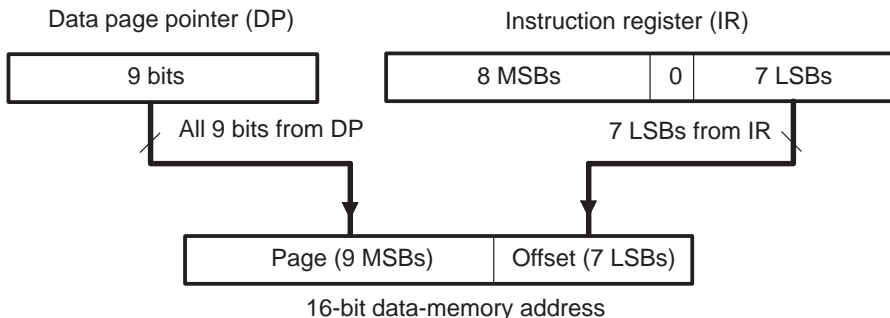 Data page pointer (DP)
Instruction register (IR)
9 bits
8 MSBs
0
7 LSBs
All 9 bits from DP
7 LSBs from IR
Page (9 MSBs)
Offset (7 LSBs)
16-bit data-memory address